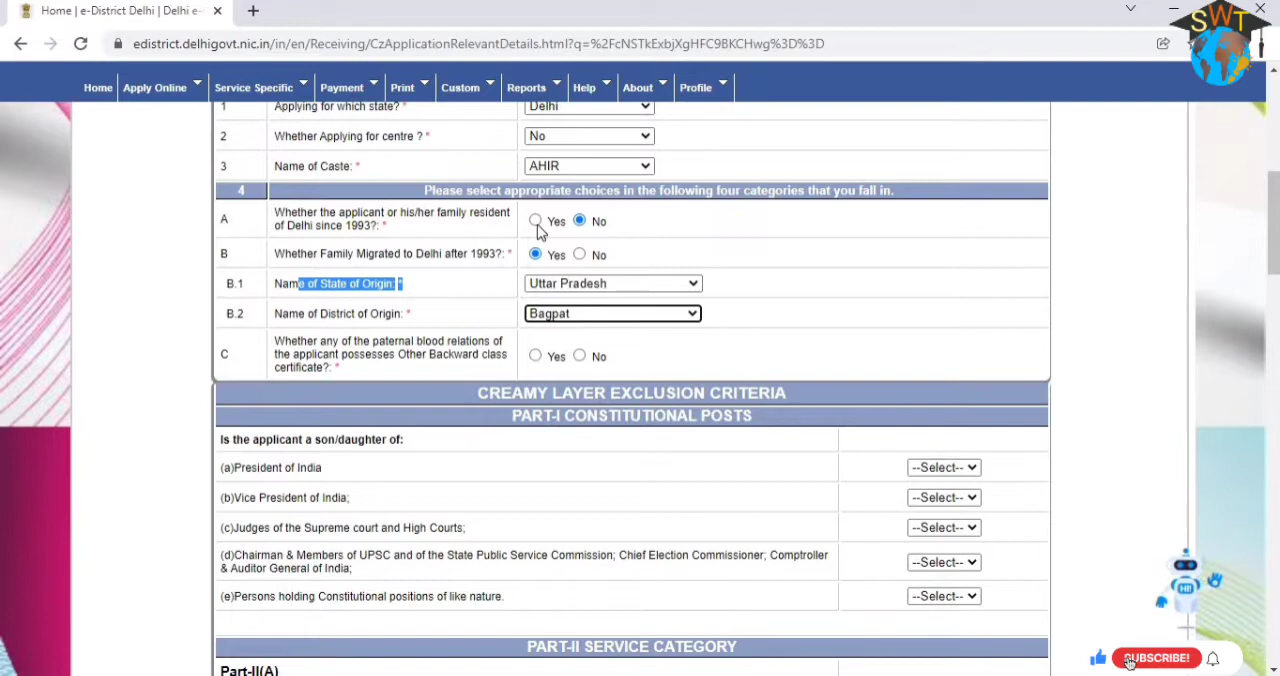 Home | e-District Delhi | Delhi e-
SWT
edistrict.delhigovt.nic.in/in/en/Receiving/CzApplicationRelevantDetails.html?q=%2FcNSTkExbjXgHFC9BKCHwg%3D%3D
Home Apply Online Service Specific Payment Print Custom Reports Help About Profile
1 Applying for which state? * Delhi
2 Whether Applying for centre ? * No
3 Name of Caste: * AHIR
4 Please select appropriate choices in the following four categories that you fall in.
A Whether the applicant or his/her family resident
of Delhi since 1993?: * Yes No
B Whether Family Migrated to Delhi after 1993?: * Yes No
B.1 Name of State of Origin: * Uttar Pradesh
B.2 Name of District of Origin: * Bagpat
C Whether any of the paternal blood relations of
the applicant possesses Other Backward class
certificate?: * Yes No
CREAMY LAYER EXCLUSION CRITERIA
PART-I CONSTITUTIONAL POSTS
Is the applicant a son/daughter of:
(a)President of India --Select--
(b)Vice President of India; --Select--
(c)Judges of the Supreme court and High Courts; --Select--
(d)Chairman & Members of UPSC and of the State Public Service Commission; Chief Election Commissioner; Comptroller
& Auditor General of India; --Select--
(e)Persons holding Constitutional positions of like nature. --Select--
HI!
PART-II SERVICE CATEGORY
SUBSCRIBE!
Part-II(A)